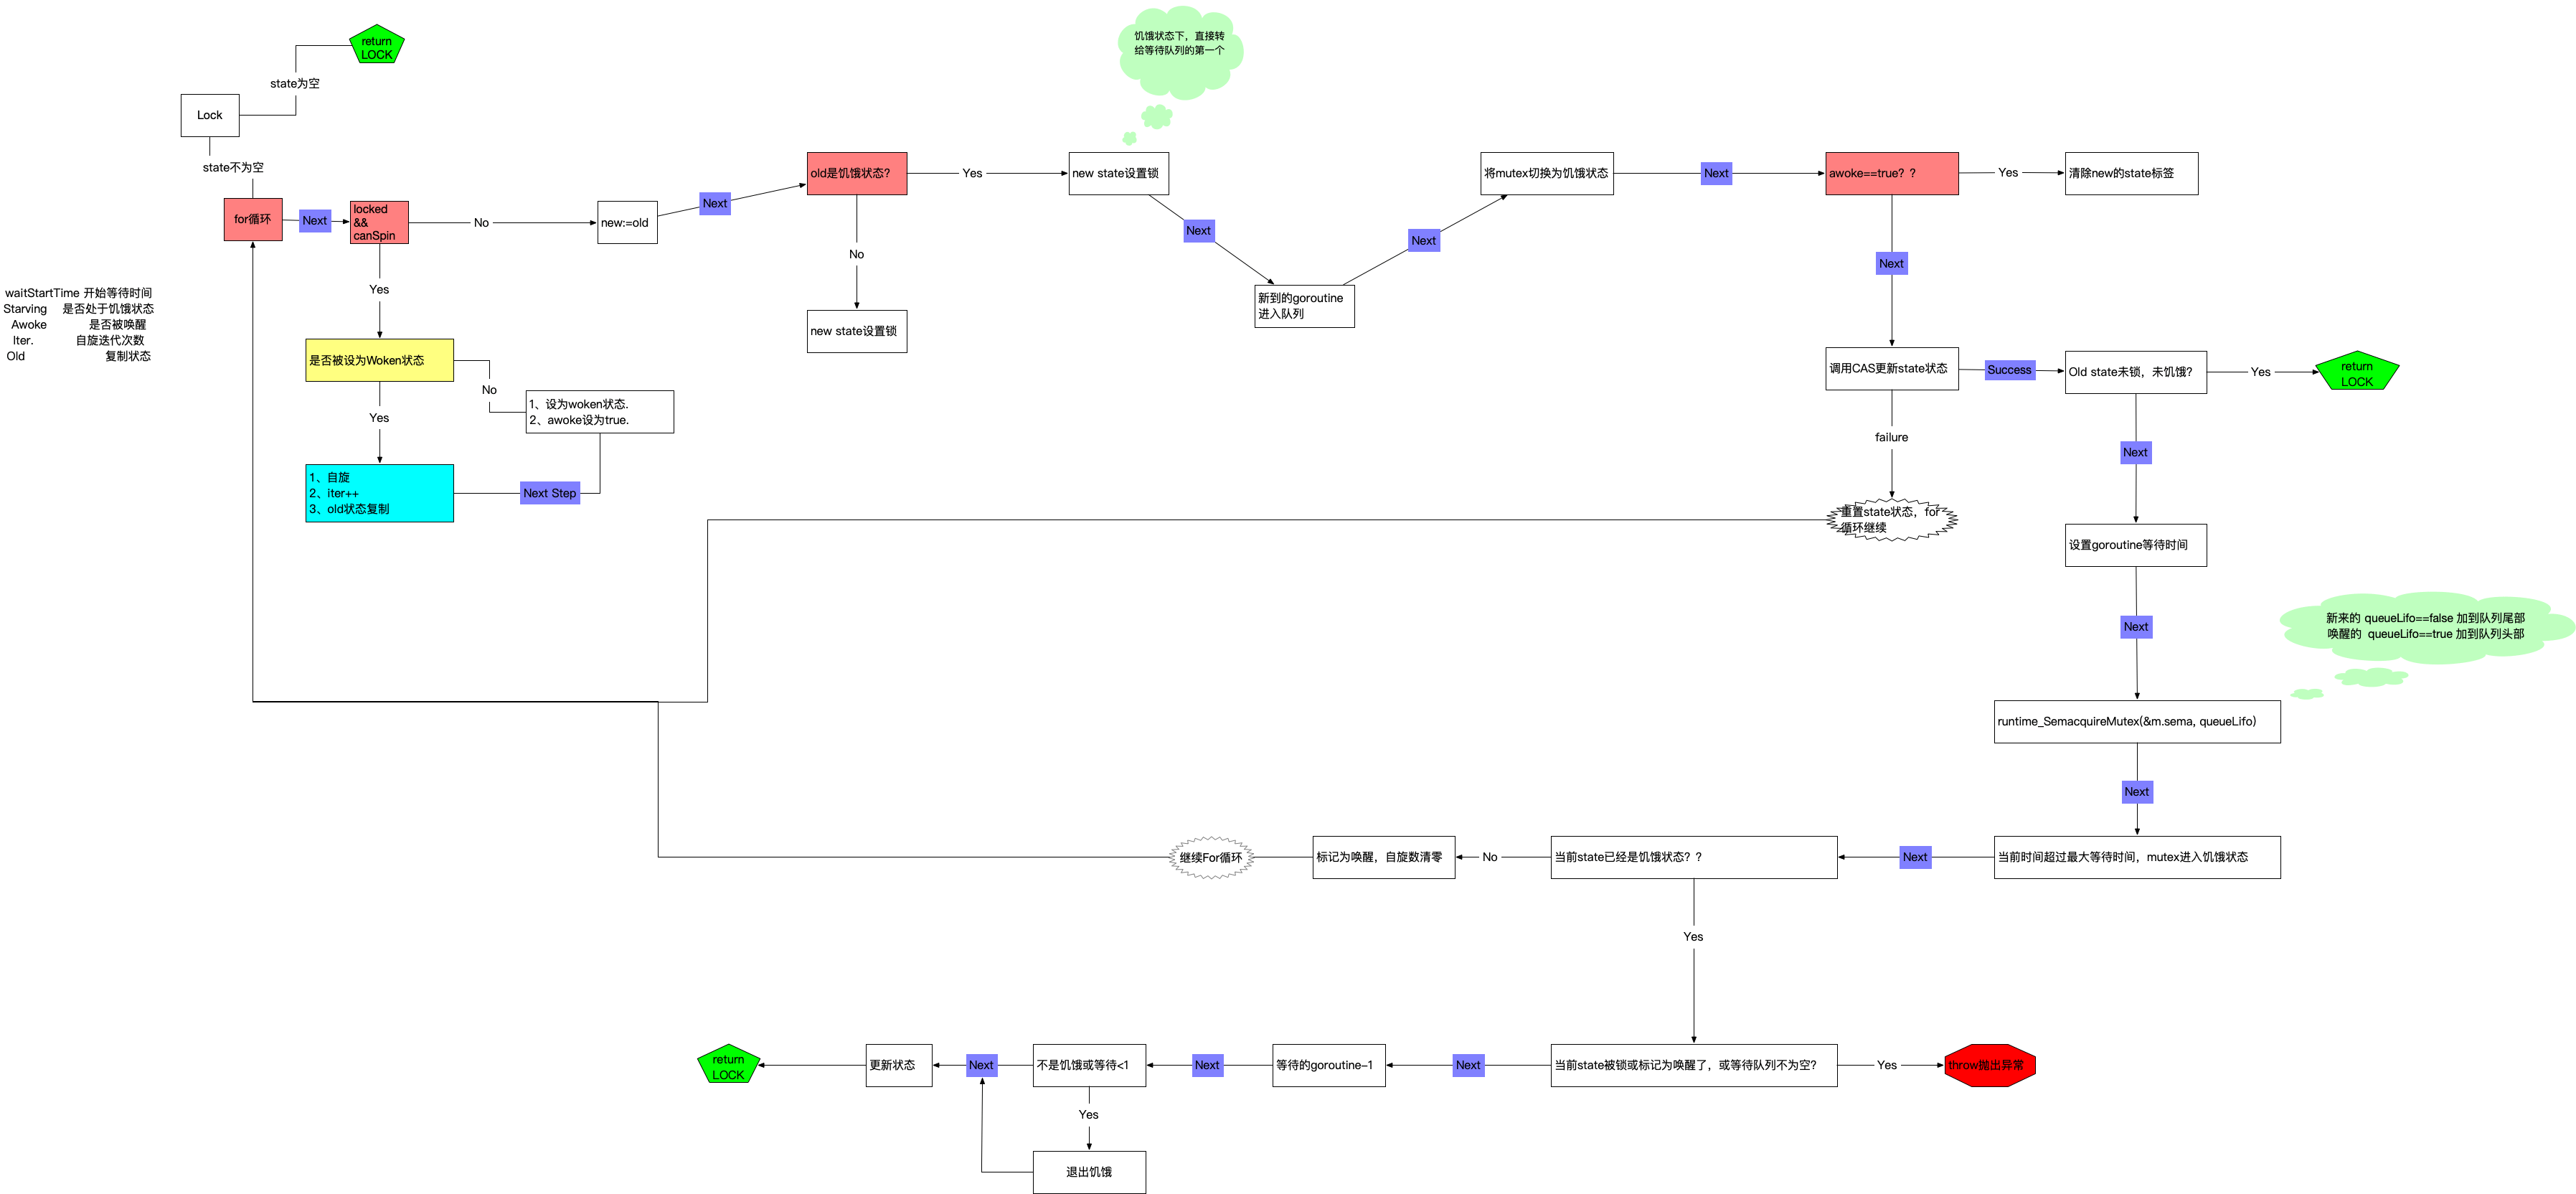 return
LOCK
state为空
Lock
state不为空
for循环
Next
locked
&&
canSpin
No
new:=old
Next
old是饥饿状态?
Yes
new state设置锁
饥饿状态下，直接转
给等待队列的第一个
No
new state设置锁
Next
新到的goroutine
进入队列
Next
将mutex切换为饥饿状态
Next
awoke==true? ?
Yes
清除new的state标签
Next
waitStartTime 开始等待时间
Starving 是否处于饥饿状态
Awoke 是否被唤醒
Iter. 自旋迭代次数
Old 复制状态
Yes
是否被设为Woken状态
No
1、设为woken状态.
2、awoke设为true.
Yes
1、自旋
2、iter++
3、old状态复制
Next Step
调用CAS更新state状态
Success
Old state未锁，未饥饿?
Yes
return
LOCK
failure
重置state状态，for
循环继续
Next
设置goroutine等待时间
Next
新来的 queueLifo==false 加到队列尾部
唤醒的 queueLifo==true 加到队列头部
runtime_SemacquireMutex(&m.sema, queueLifo)
Next
当前时间超过最大等待时间，mutex进入饥饿状态
Next
当前state已经是饥饿状态? ?
No
标记为唤醒，自旋数清零
继续For循环
Yes
当前state被锁或标记为唤醒了，或等待队列不为空?
Yes
throw抛出异常
Next
等待的goroutine-1
Next
不是饥饿或等待<1
Next
更新状态
return
LOCK
Yes
退出饥饿